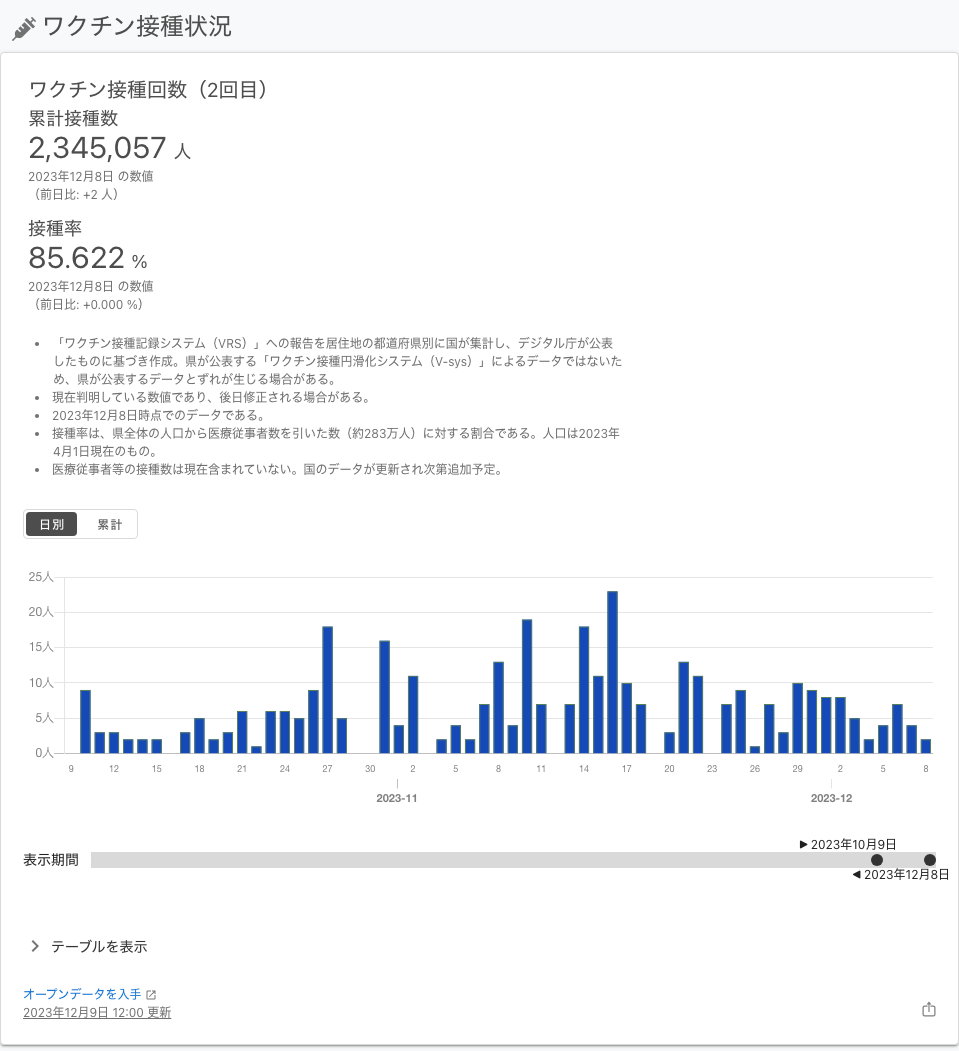 ワクチン接種状況
ワクチン接種回数（2回目）
累計接種数
2,345,057 人
2023年12月8日 の数値
（前日比: +2 人）
接種率
85.622 %
2023年12月8日 の数値
（前日比: +0.000 %）
• 「ワクチン接種記録システム（VRS）」への報告を居住地の都道府県別に国が集計し、デジタル庁が公表
したものに基づき作成。県が公表する「ワクチン接種円滑化システム（V-sys）」によるデータではないた
め、県が公表するデータとずれが生じる場合がある。
• 現在判明している数値であり、後日修正される場合がある。
• 2023年12月8日時点でのデータである。
• 接種率は、県全体の人口から医療従事者数を引いた数（約283万人）に対する割合である。人口は2023年
4月1日現在のもの。
• 医療従事者等の接種数は現在含まれていない。国のデータが更新され次第追加予定。
日別 累計
25人
20人
15人
10人
5人
0人
9 12 15 18 21 24 27 30 2 5 8 11 14 17 20 23 26 29 2 5 8
2023-11 2023-12
▶ 2023年10月9日
表示期間
◀ 2023年12月8日
テーブルを表示
オープンデータを入手
2023年12月9日 12:00 更新